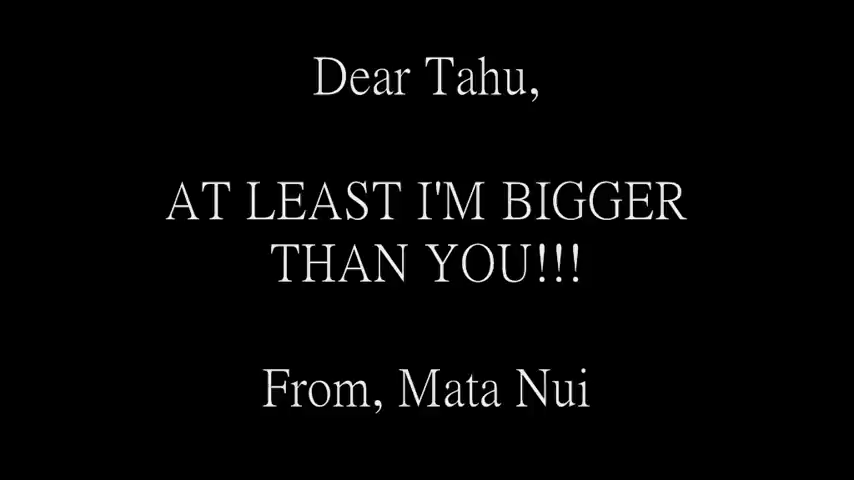 Dear Tahu,
AT LEAST I'M BIGGER
THAN YOU!!!
From, Mata Nui